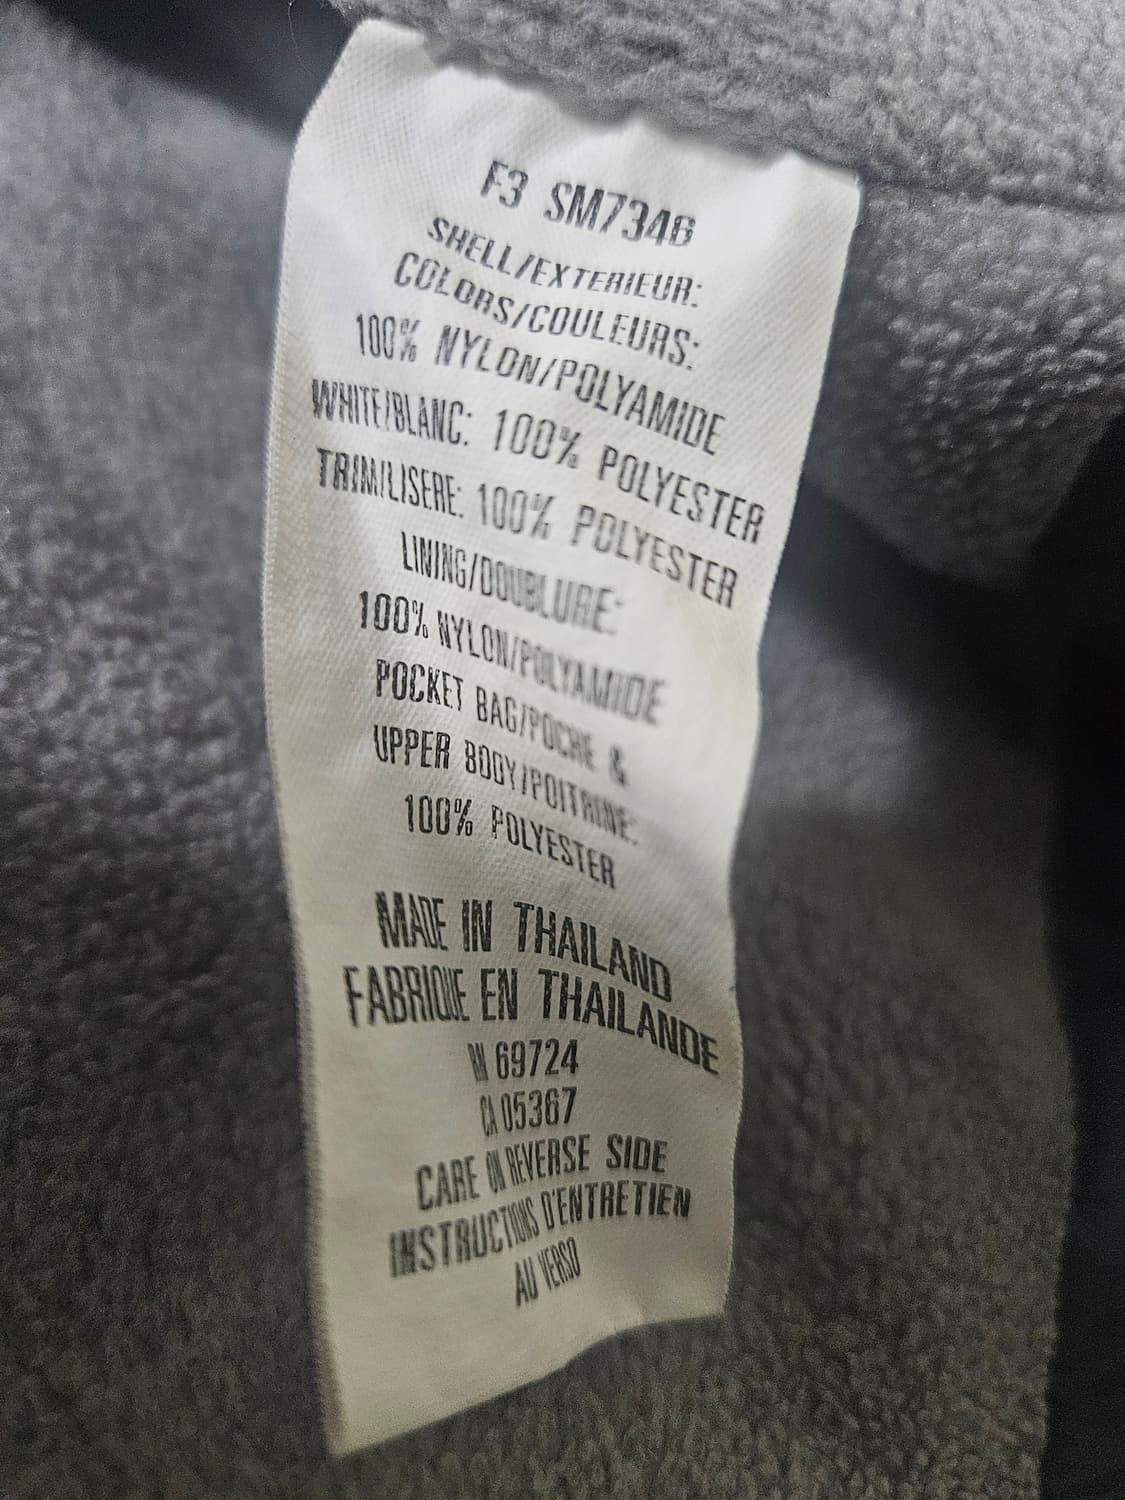 F3 SM7346
SHELL/EXTERIEUR:
COLORS/COULEURS:
100% NYLON/POLYAMIDE
WHITE/BLANC: 100% POLYESTER
TRIM/LISERE: 100% POLYESTER
LINING/DOUBLURE:
100% NYLON/POLYAMIDE
POCKET BAG/POCHE &
UPPER BODY/POITRINE:
100% POLYESTER
MADE IN THAILAND
FABRIQUE EN THAILANDE
RN 69724
CA 05367
CARE ON REVERSE SIDE
INSTRUCTIONS D'ENTRETIEN
AU VERSO